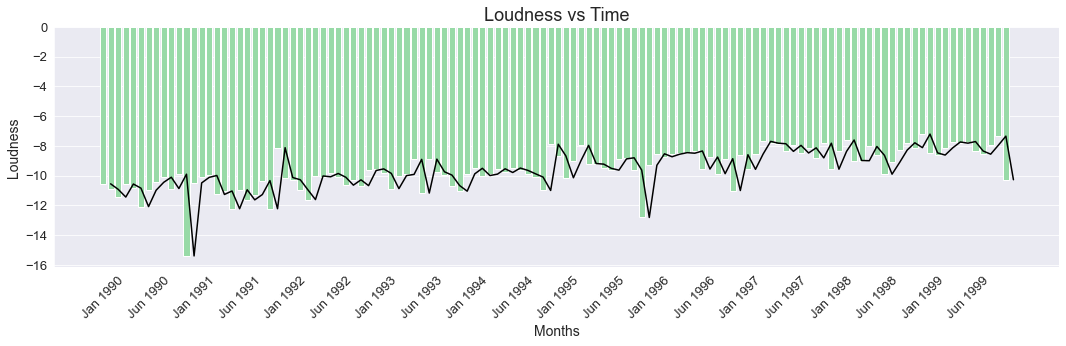 Loudness vs Time
Loudness
0
−2
−4
−6
−8
−10
−12
−14
−16
Jan 1990
Jun 1990
Jan 1991
Jun 1991
Jan 1992
Jun 1992
Jan 1993
Jun 1993
Jan 1994
Jun 1994
Jan 1995
Jun 1995
Jan 1996
Jun 1996
Jan 1997
Jun 1997
Jan 1998
Jun 1998
Jan 1999
Jun 1999
Months